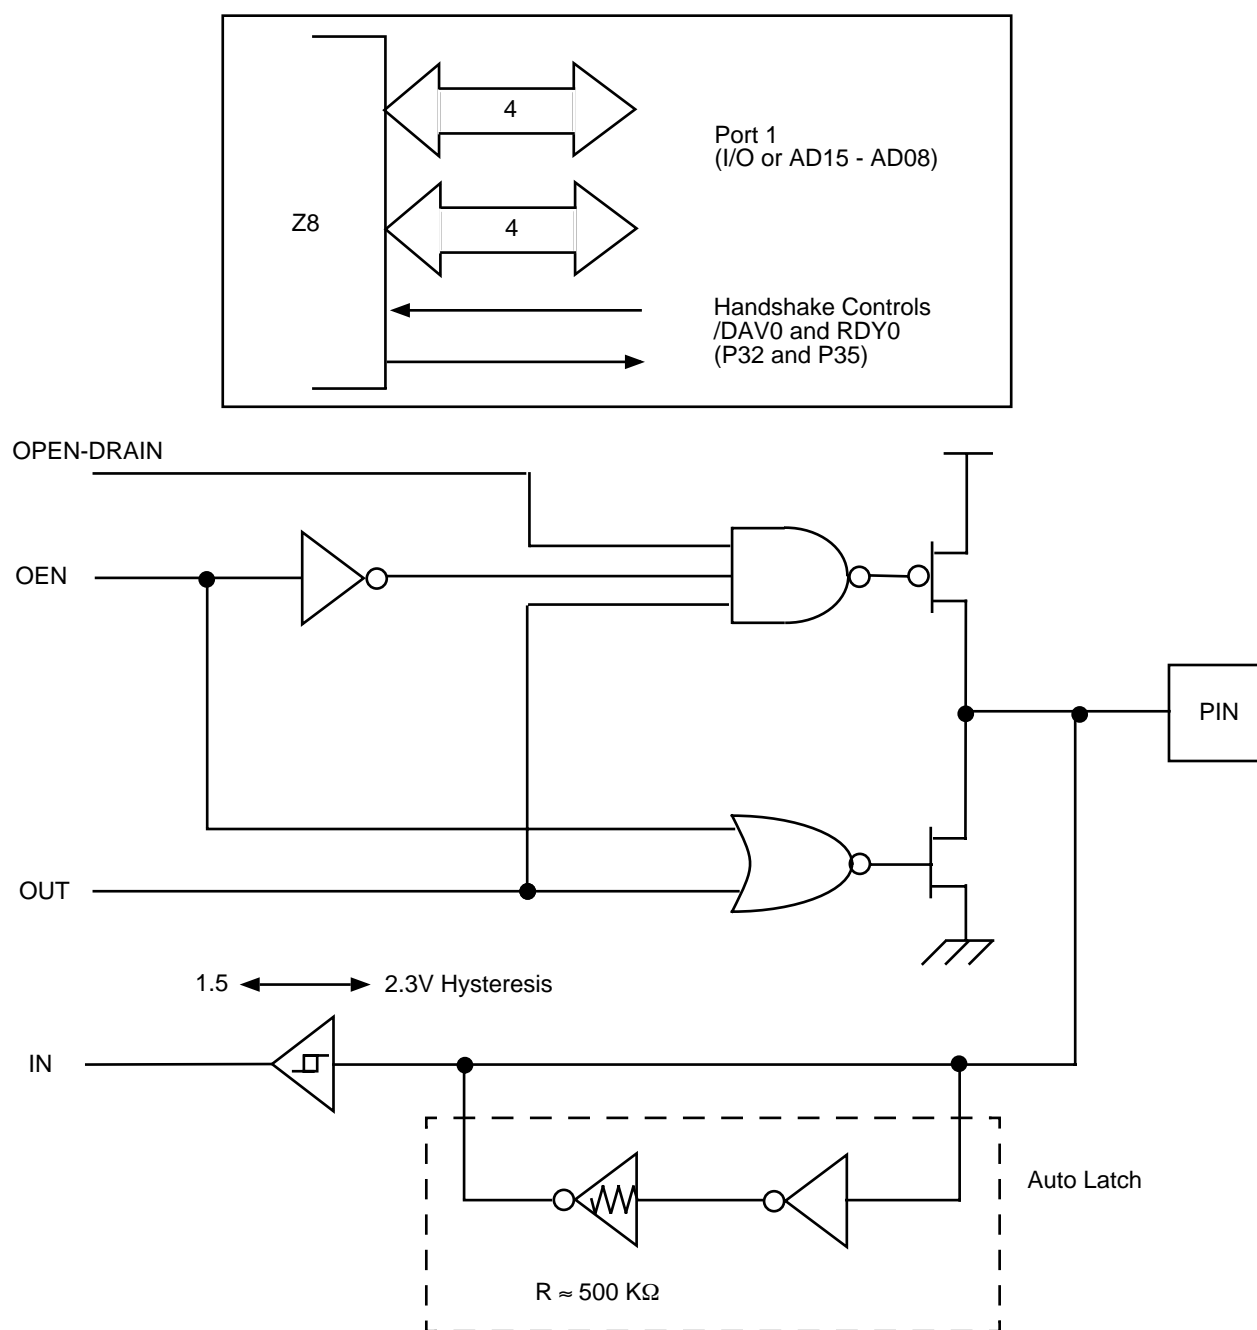 4
Port 1
(I/O or AD15 - AD08)
Z8
4
Handshake Controls
/DAV0 and RDY0
(P32 and P35)
OPEN-DRAIN
OEN
PIN
OUT
1.5 2.3V Hysteresis
IN
Auto Latch
R ≈ 500 KΩ